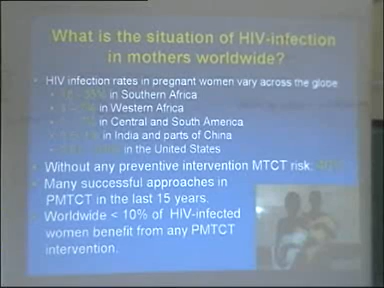 What is the situation of HIV-infection
in mothers worldwide?
• HIV infection rates in pregnant women vary across the globe
• in Southern Africa
• in Western Africa
• in Central and South America
• in India and parts of China
• in the United States
• Without any preventive intervention MTCT risk:
• Many successful approaches in
PMTCT in the last 15 years.
• Worldwide < 10% of HIV-infected
women benefit from any PMTCT
intervention.